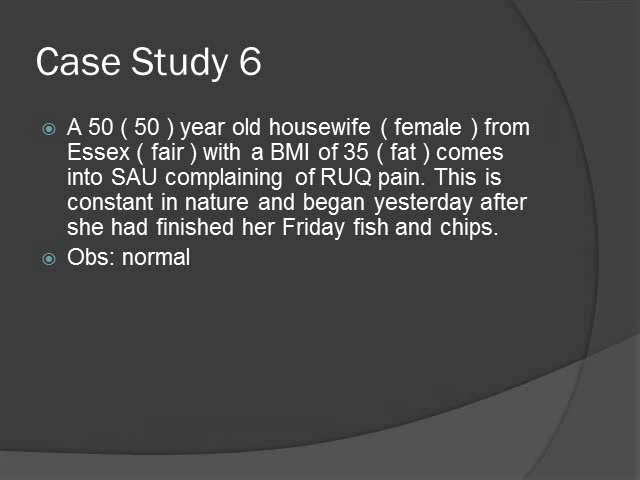 Case Study 6
A 50 ( 50 ) year old housewife ( female ) from
Essex ( fair ) with a BMI of 35 ( fat ) comes
into SAU complaining of RUQ pain. This is
constant in nature and began yesterday after
she had finished her Friday fish and chips.
Obs: normal